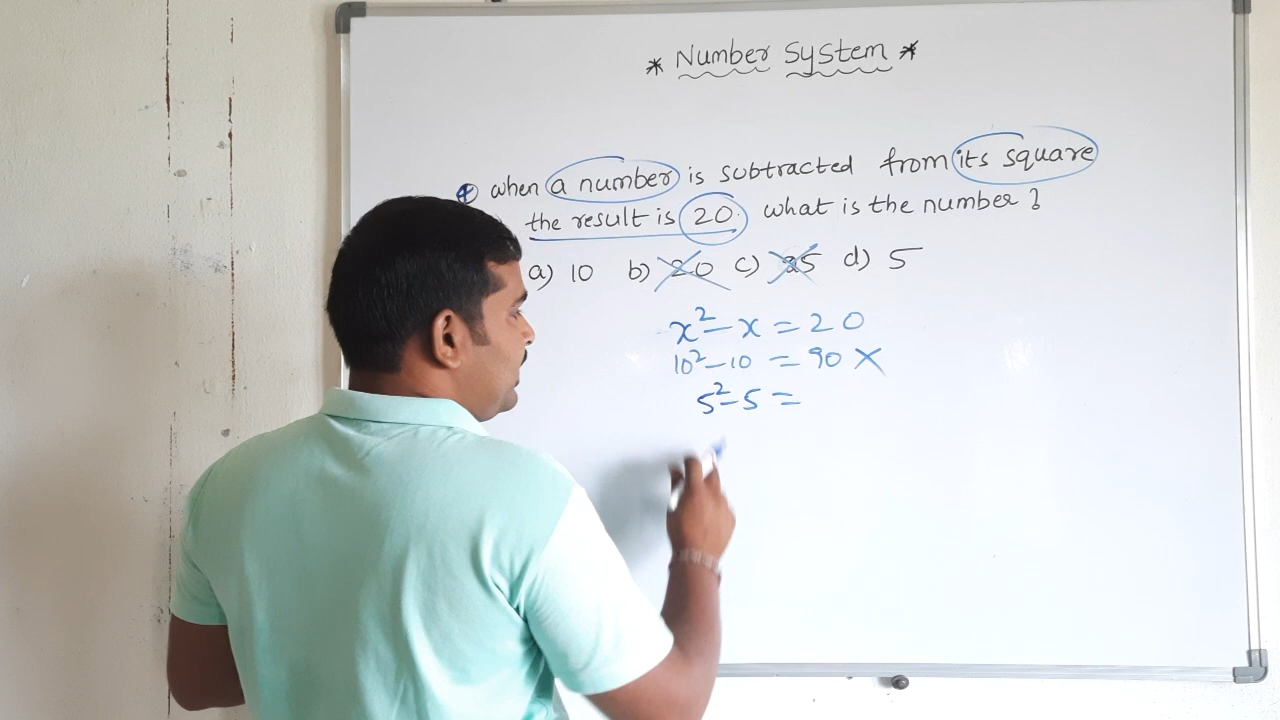 * Number System *
when a number is subtracted from its square
the result is 20. what is the number ?
a) 10 b) 20 c) 25 d) 5
x² - x = 20
10² - 10 = 90 X
5² - 5 =